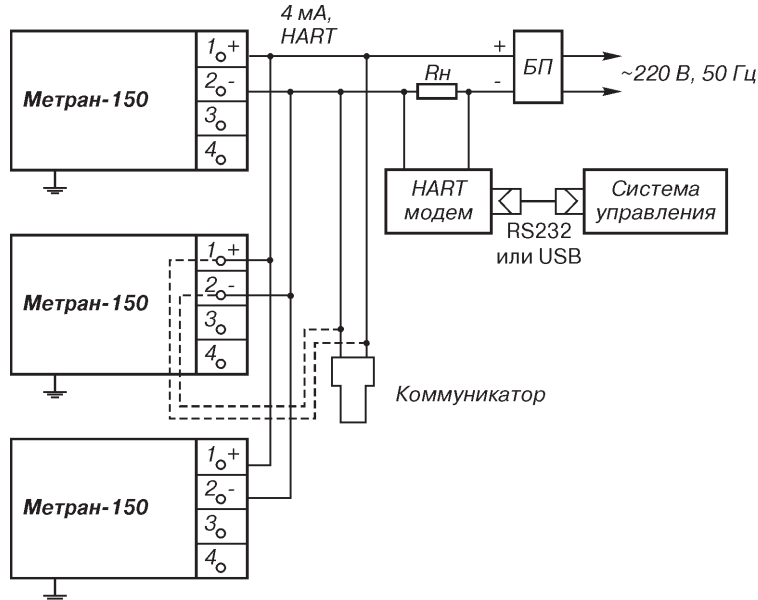 4 мА,
HART
1 +
2 -
3
4
Метран-150
+
-
Rн
БП
~220 В, 50 Гц
HART
модем
RS232
или USB
Система
управления
1 +
2 -
3
4
Метран-150
Коммуникатор
1 +
2 -
3
4
Метран-150